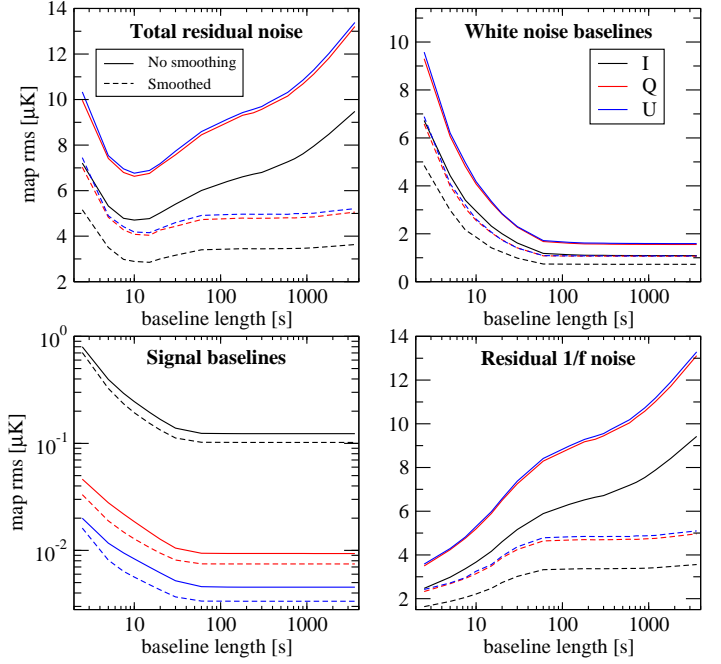 Total residual noise
No smoothing
Smoothed
map rms [μK]
14
12
10
8
6
4
2
10
100
1000
baseline length [s]
White noise baselines
I
Q
U
10
8
6
4
2
0
10
100
1000
baseline length [s]
Signal baselines
map rms [μK]
10^0
10^-1
10^-2
10
100
1000
baseline length [s]
Residual 1/f noise
14
12
10
8
6
4
2
10
100
1000
baseline length [s]